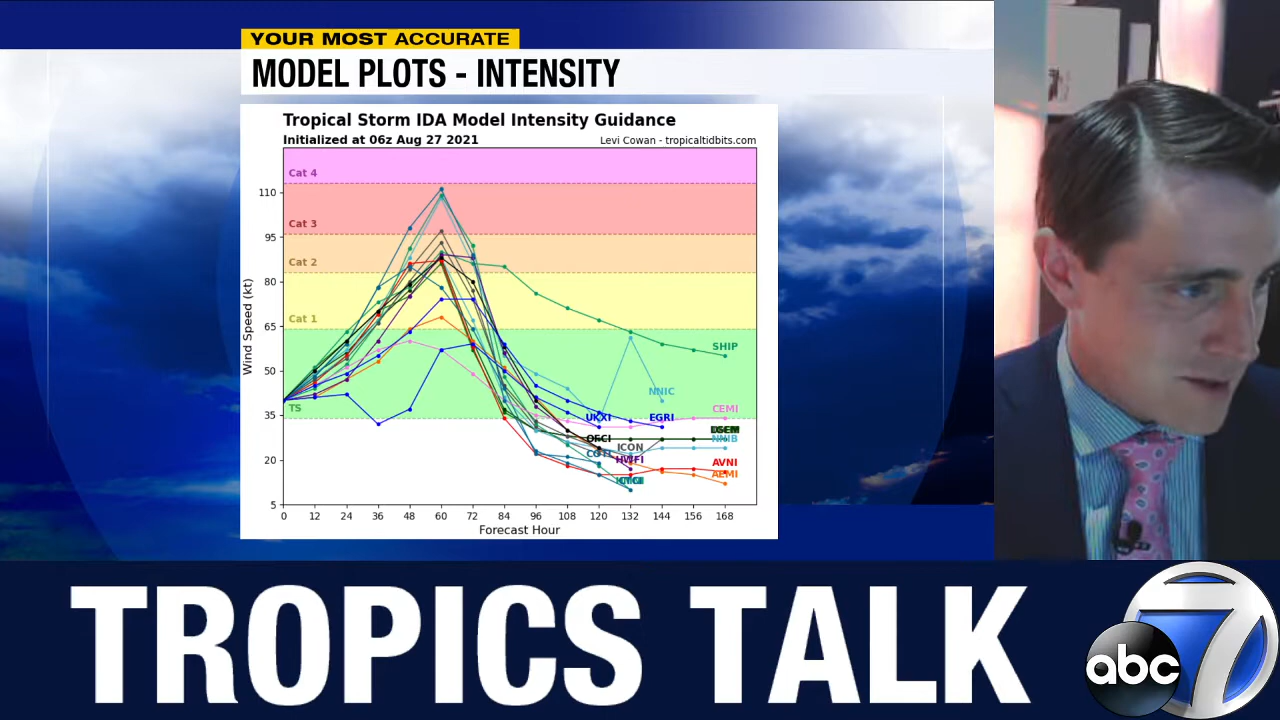 YOUR MOST ACCURATE
MODEL PLOTS - INTENSITY
Tropical Storm IDA Model Intensity Guidance
Initialized at 06z Aug 27 2021
Levi Cowan - tropicaltidbits.com
Cat 4
110
Cat 3
95
Cat 2
80
Cat 1
65
SHIP
50
NNIC
CEMI
TS
35
UKXI
EGRI
OFCI
NNIB
ICON
HWFI
AVNI
20
AEMI
5
0 12 24 36 48 60 72 84 96 108 120 132 144 156 168
Wind Speed (kt)
Forecast Hour
TROPICS TALK
abc
7